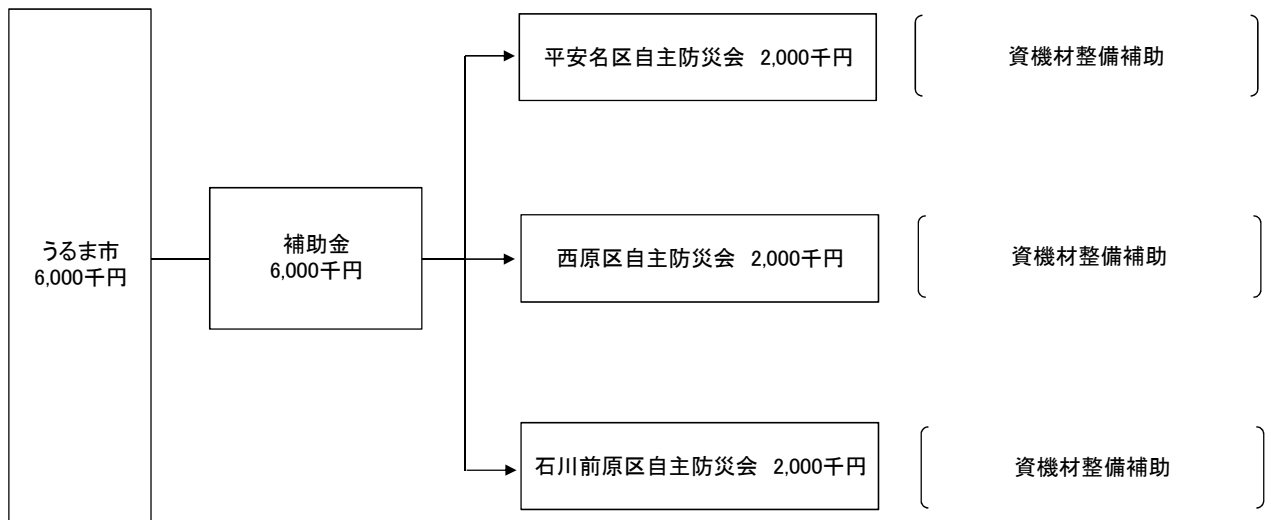 うるま市
6,000千円
補助金
6,000千円
平安名区自主防災会 2,000千円
資機材整備補助
西原区自主防災会 2,000千円
資機材整備補助
石川前原区自主防災会 2,000千円
資機材整備補助